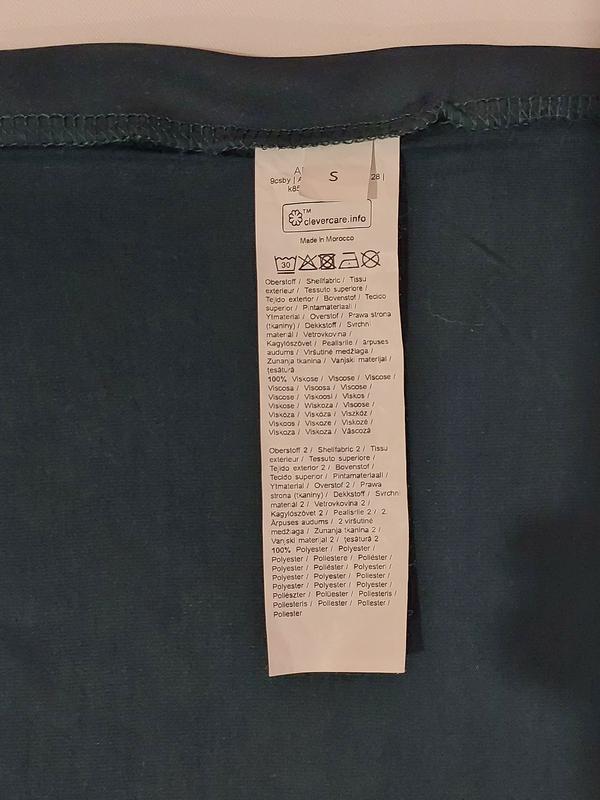 S
9csby |
28 |
TM
clevercare.info
Made in Morocco
30
Oberstoff / Shellfabric / Tissu
extérieur / Tessuto superiore /
Tejido exterior / Bovenstof / Tecido
superior / Pintamateriaali /
Ytmaterial / Overstof / Prawa strona
(tkaniny) / Dekkstoff / Svrchní
materiál / Vetrovkovina /
Kagylószövet / Pealisriie / ārpuses
audums / Viršutinė medžiaga /
Zunanja tkanina / Vanjski materijal /
țesătură
100% Viskose / Viscose / Viscose /
Viscosa / Viscosa / Viscose /
Viscose / Viskoosi / Viskos /
Viskose / Wiskoza / Viscose /
Viskóza / Viskóza / Viszkóz /
Viskoos / Viskoze / Viskozė /
Viskoza / Viskoza / Vâscoză
Oberstoff 2 / Shellfabric 2 / Tissu
extérieur / Tessuto superiore /
Tejido exterior 2 / Bovenstof /
Tecido superior / Pintamateriaali /
Ytmaterial / Overstof 2 / Prawa
strona (tkaniny) / Dekkstoff / Svrchní
materiál 2 / Vetrovkovina 2 /
Kagylószövet 2 / Pealisriie 2 / 2.
Ārpuses audums / 2 viršutinė
medžiaga / Zunanja tkanina 2 /
Vanjski materijal 2 / țesătură 2
100% Polyester / Polyester /
Polyester / Poliestere / Poliéster /
Polyester / Poliéster / Polyesteri /
Polyester / Polyester / Poliester /
Polyester / Polyester / Polyester /
Poliészter / Polüester / Poliesteris /
Poliesteris / Poliester / Poliester /
Poliester